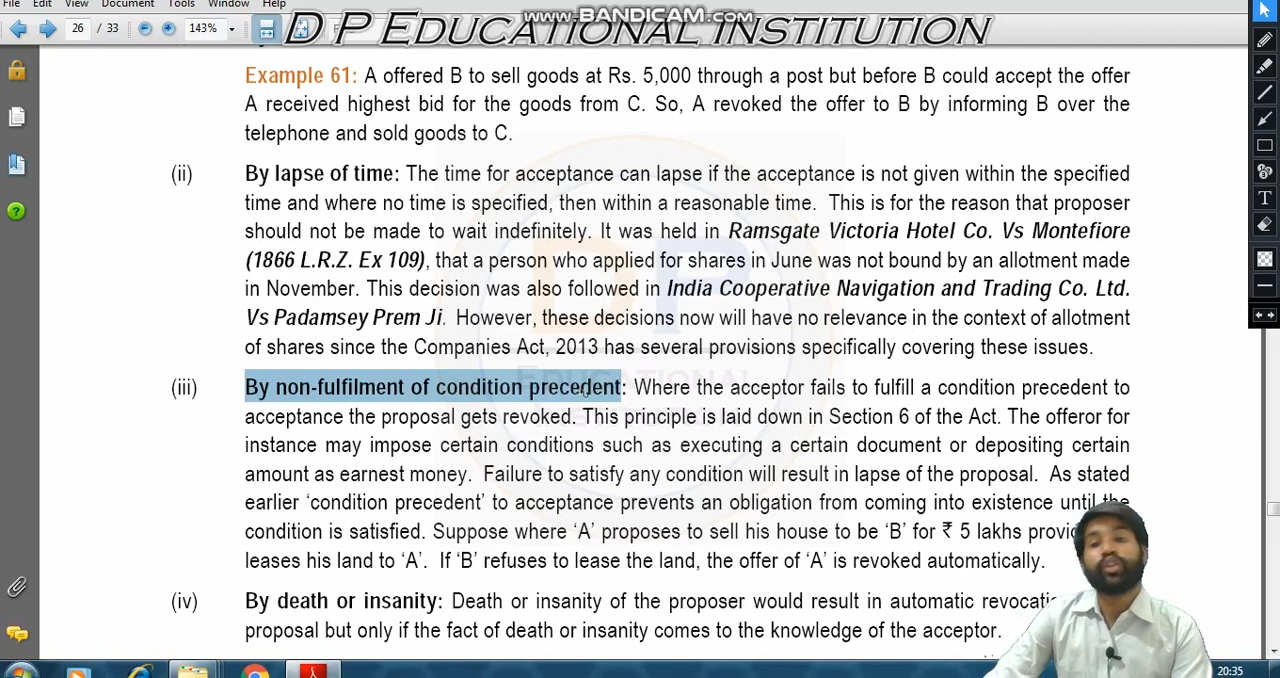 File Edit View Document Tools Window Help
www.BANDICAM.com
D P EDUCATIONAL INSTITUTION
26 / 33 143%
Example 61: A offered B to sell goods at Rs. 5,000 through a post but before B could accept the offer
A received highest bid for the goods from C. So, A revoked the offer to B by informing B over the
telephone and sold goods to C.
(ii) By lapse of time: The time for acceptance can lapse if the acceptance is not given within the specified
time and where no time is specified, then within a reasonable time. This is for the reason that proposer
should not be made to wait indefinitely. It was held in Ramsgate Victoria Hotel Co. Vs Montefiore
(1866 L.R.Z. Ex 109), that a person who applied for shares in June was not bound by an allotment made
in November. This decision was also followed in India Cooperative Navigation and Trading Co. Ltd.
Vs Padamsey Prem Ji. However, these decisions now will have no relevance in the context of allotment
of shares since the Companies Act, 2013 has several provisions specifically covering these issues.
(iii) By non-fulfilment of condition precedent: Where the acceptor fails to fulfill a condition precedent to
acceptance the proposal gets revoked. This principle is laid down in Section 6 of the Act. The offeror for
instance may impose certain conditions such as executing a certain document or depositing certain
amount as earnest money. Failure to satisfy any condition will result in lapse of the proposal. As stated
earlier ‘condition precedent’ to acceptance prevents an obligation from coming into existence until the
condition is satisfied. Suppose where ‘A’ proposes to sell his house to be ‘B’ for ₹ 5 lakhs provi
leases his land to ‘A’. If ‘B’ refuses to lease the land, the offer of ‘A’ is revoked automatically.
(iv) By death or insanity: Death or insanity of the proposer would result in automatic revocati
proposal but only if the fact of death or insanity comes to the knowledge of the acceptor.
20:35